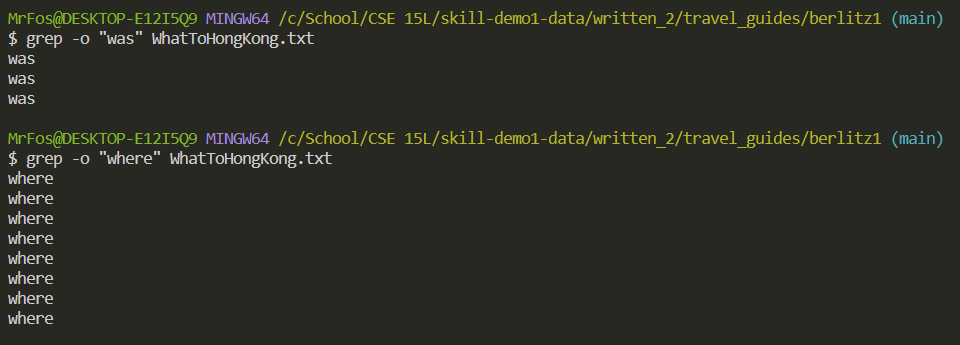 MrFos@DESKTOP-E12I5Q9 MINGW64 /c/School/CSE 15L/skill-demo1-data/written_2/travel_guides/berlitz1 (main)
$ grep -o "was" WhatToHongKong.txt
was
was
was
MrFos@DESKTOP-E12I5Q9 MINGW64 /c/School/CSE 15L/skill-demo1-data/written_2/travel_guides/berlitz1 (main)
$ grep -o "where" WhatToHongKong.txt
where
where
where
where
where
where
where
where